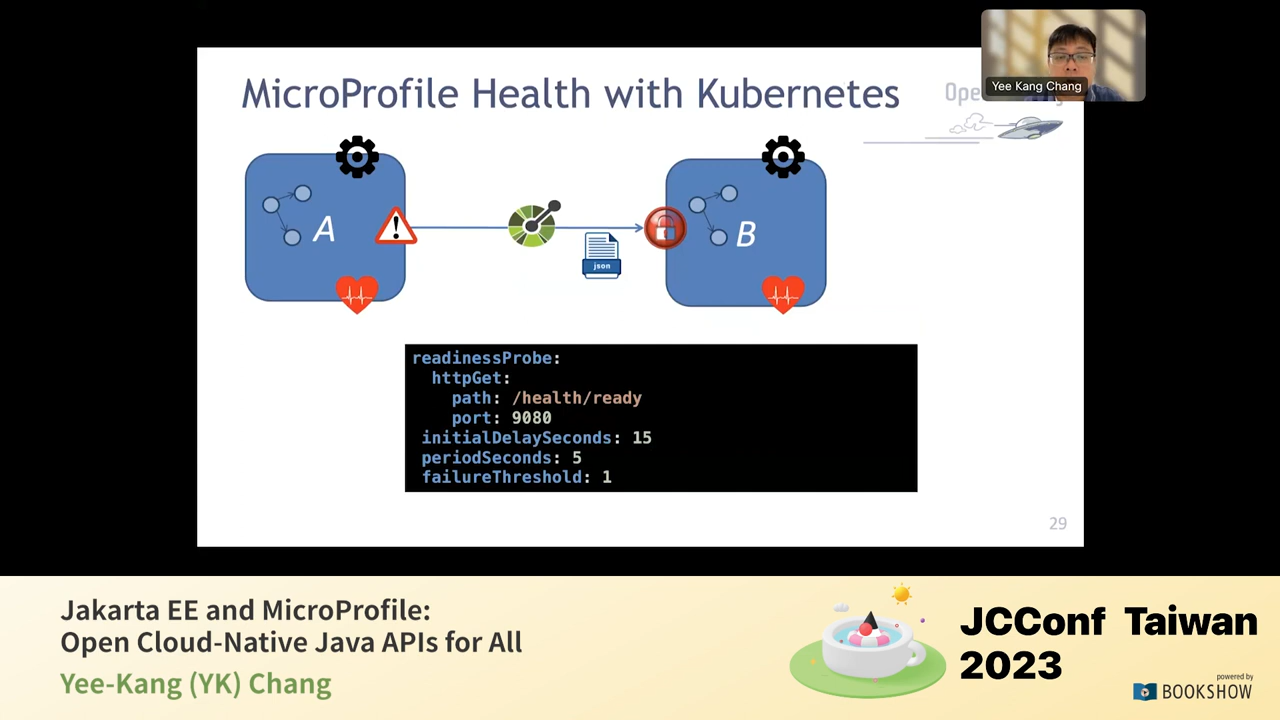 MicroProfile Health with Kubernetes
Ope
Yee Kang Chang
A
B
json
readinessProbe:
httpGet:
path: /health/ready
port: 9080
initialDelaySeconds: 15
periodSeconds: 5
failureThreshold: 1
29
Jakarta EE and MicroProfile:
Open Cloud-Native Java APIs for All
Yee-Kang (YK) Chang
JCConf Taiwan
2023
powered by
BOOKSHOW